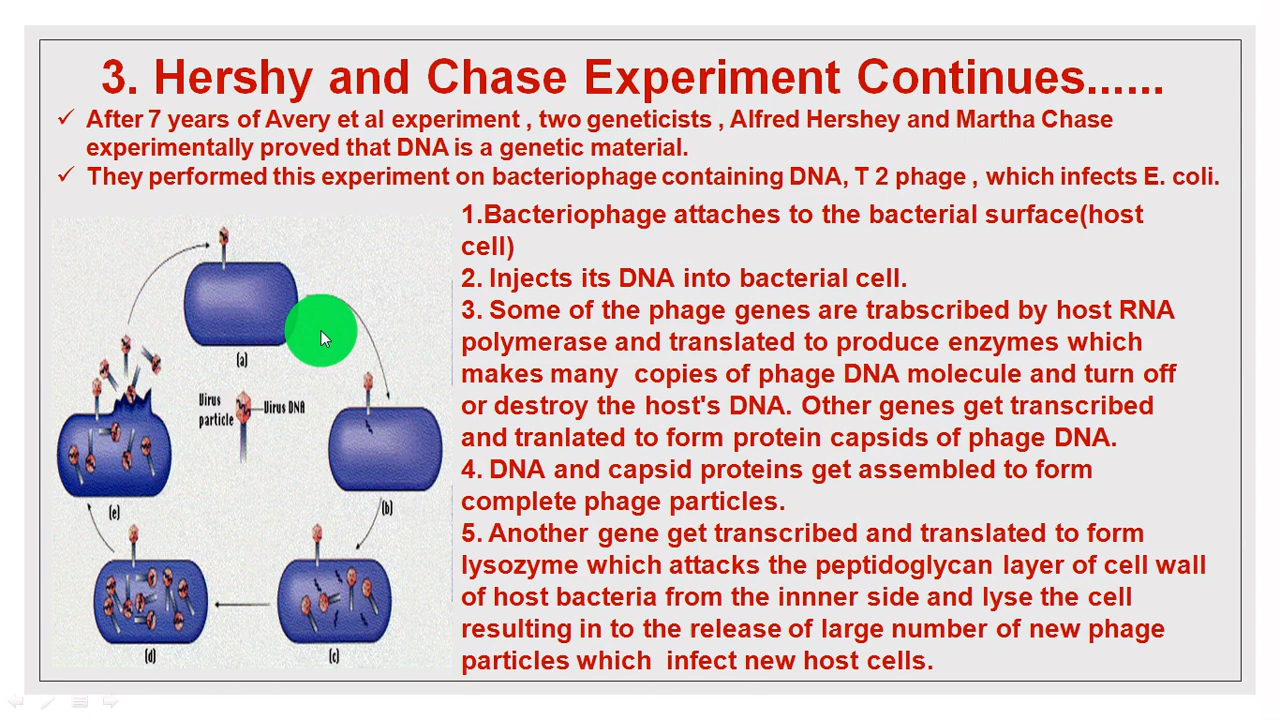 3. Hershy and Chase Experiment Continues......
✓ After 7 years of Avery et al experiment , two geneticists , Alfred Hershey and Martha Chase
experimentally proved that DNA is a genetic material.
✓ They performed this experiment on bacteriophage containing DNA, T 2 phage , which infects E. coli.
(a)
Virus
particle
Virus DNA
(b)
(e)
(d)
(c)
1.Bacteriophage attaches to the bacterial surface(host
cell)
2. Injects its DNA into bacterial cell.
3. Some of the phage genes are trabscribed by host RNA
polymerase and translated to produce enzymes which
makes many copies of phage DNA molecule and turn off
or destroy the host's DNA. Other genes get transcribed
and tranlated to form protein capsids of phage DNA.
4. DNA and capsid proteins get assembled to form
complete phage particles.
5. Another gene get transcribed and translated to form
lysozyme which attacks the peptidoglycan layer of cell wall
of host bacteria from the innner side and lyse the cell
resulting in to the release of large number of new phage
particles which infect new host cells.